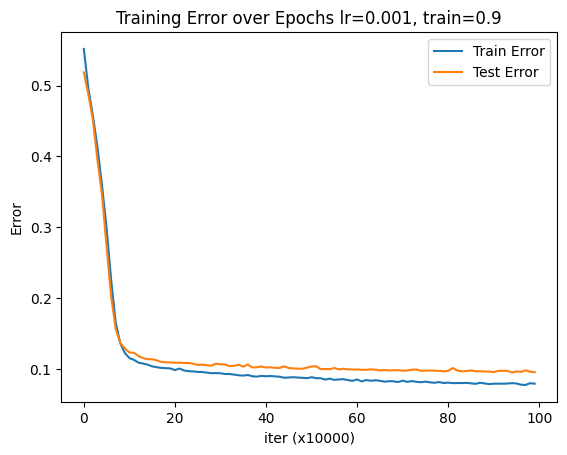 Training Error over Epochs lr=0.001, train=0.9
Train Error
Test Error
Error
0.5
0.4
0.3
0.2
0.1
0 20 40 60 80 100
iter (x10000)